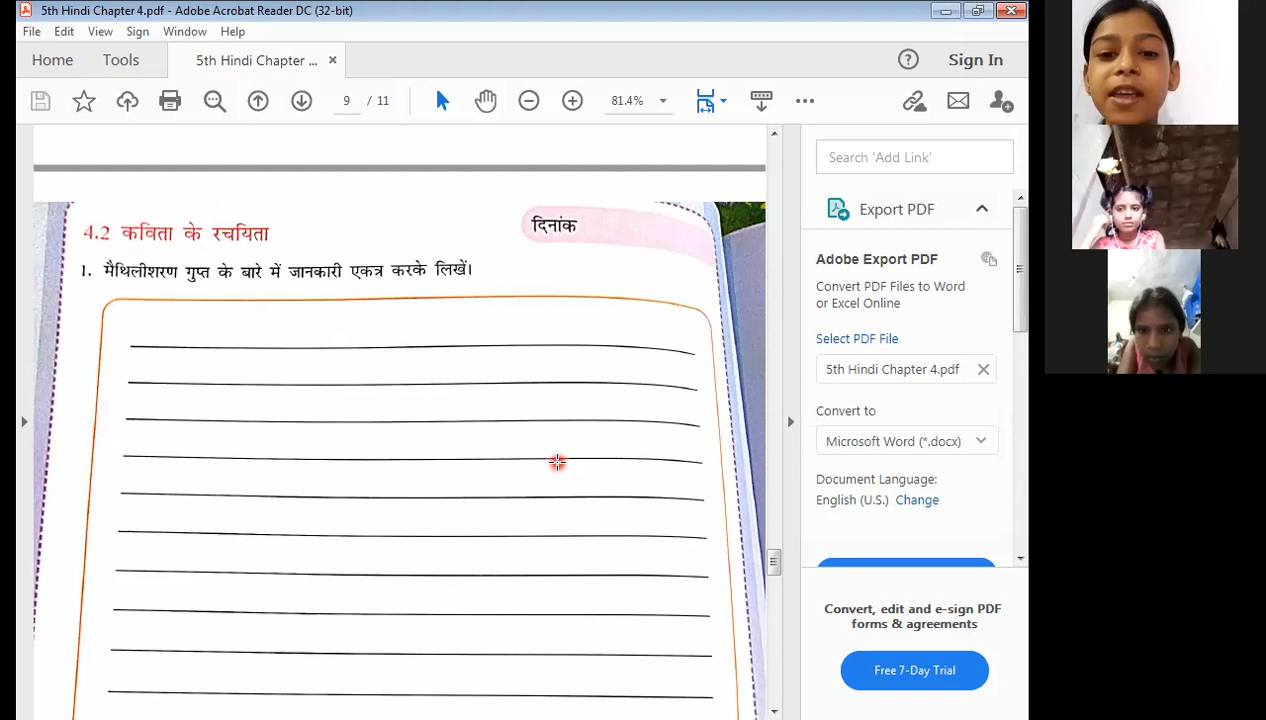 5th Hindi Chapter 4.pdf - Adobe Acrobat Reader DC (32-bit)
File Edit View Sign Window Help
Home Tools 5th Hindi Chapter ... × Sign In
9 / 11 81.4%
दिनांक
4.2 कविता के रचयिता
1. मैथिलीशरण गुप्त के बारे में जानकारी एकत्र करके लिखें।
Search 'Add Link'
Export PDF
Adobe Export PDF
Convert PDF Files to Word
or Excel Online
Select PDF File
5th Hindi Chapter 4.pdf
Convert to
Microsoft Word (*.docx)
Document Language:
English (U.S.) Change
Convert, edit and e-sign PDF
forms & agreements
Free 7-Day Trial